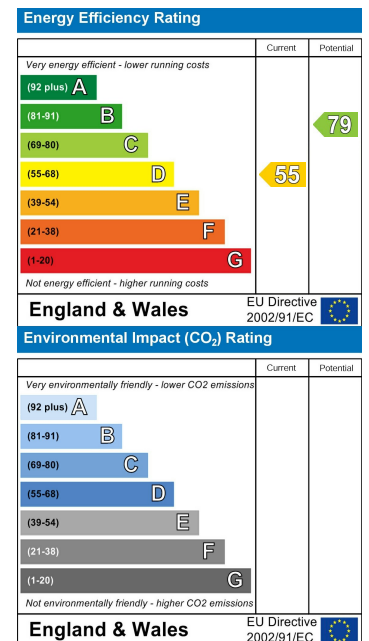 Energy Efficiency Rating
Current Potential
Very energy efficient - lower running costs
(92 plus) A
(81-91) B
79
(69-80) C
(55-68) D 55
(39-54) E
(21-38) F
(1-20) G
Not energy efficient - higher running costs
England & Wales EU Directive 2002/91/EC
Environmental Impact (CO₂) Rating
Current Potential
Very environmentally friendly - lower CO2 emissions
(92 plus) A
(81-91) B
(69-80) C
(55-68) D
(39-54) E
(21-38) F
(1-20) G
Not environmentally friendly - higher CO2 emissions
England & Wales EU Directive 2002/91/EC